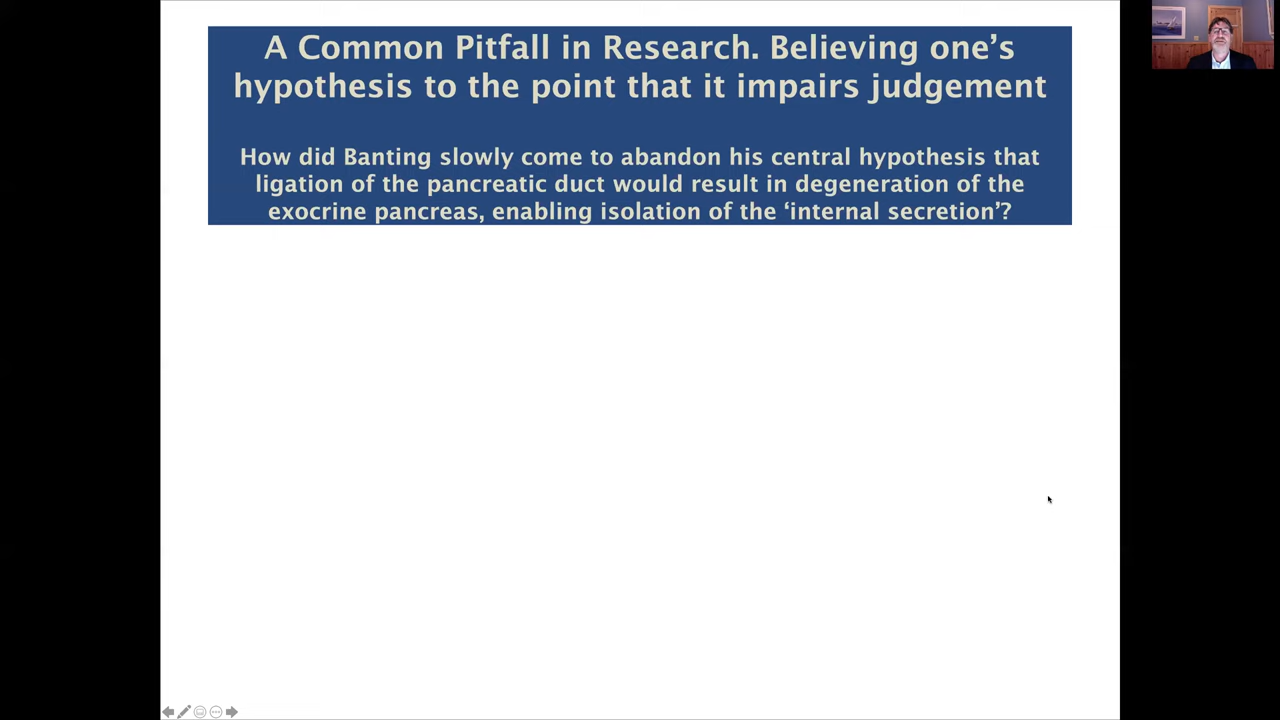 A Common Pitfall in Research. Believing one’s
hypothesis to the point that it impairs judgement
How did Banting slowly come to abandon his central hypothesis that
ligation of the pancreatic duct would result in degeneration of the
exocrine pancreas, enabling isolation of the ‘internal secretion’?